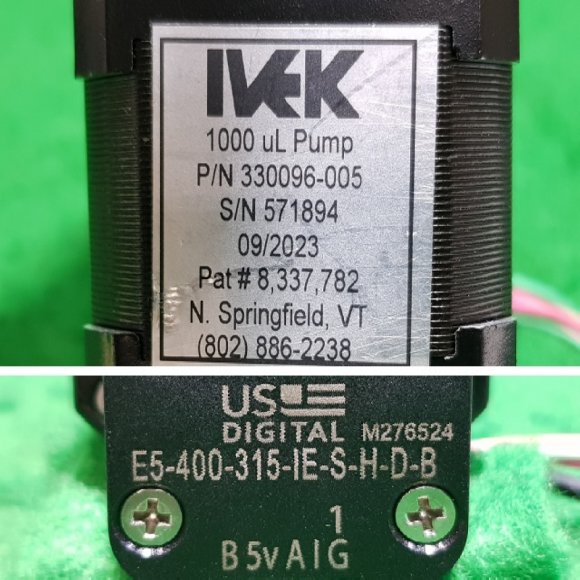 IVEK
1000 uL Pump
P/N 330096-005
S/N 571894
09/2023
Pat # 8,337,782
N. Springfield, VT
(802) 886-2238
US
DIGITAL M276524
E5-400-315-IE-S-H-D-B
1
B 5v A I G